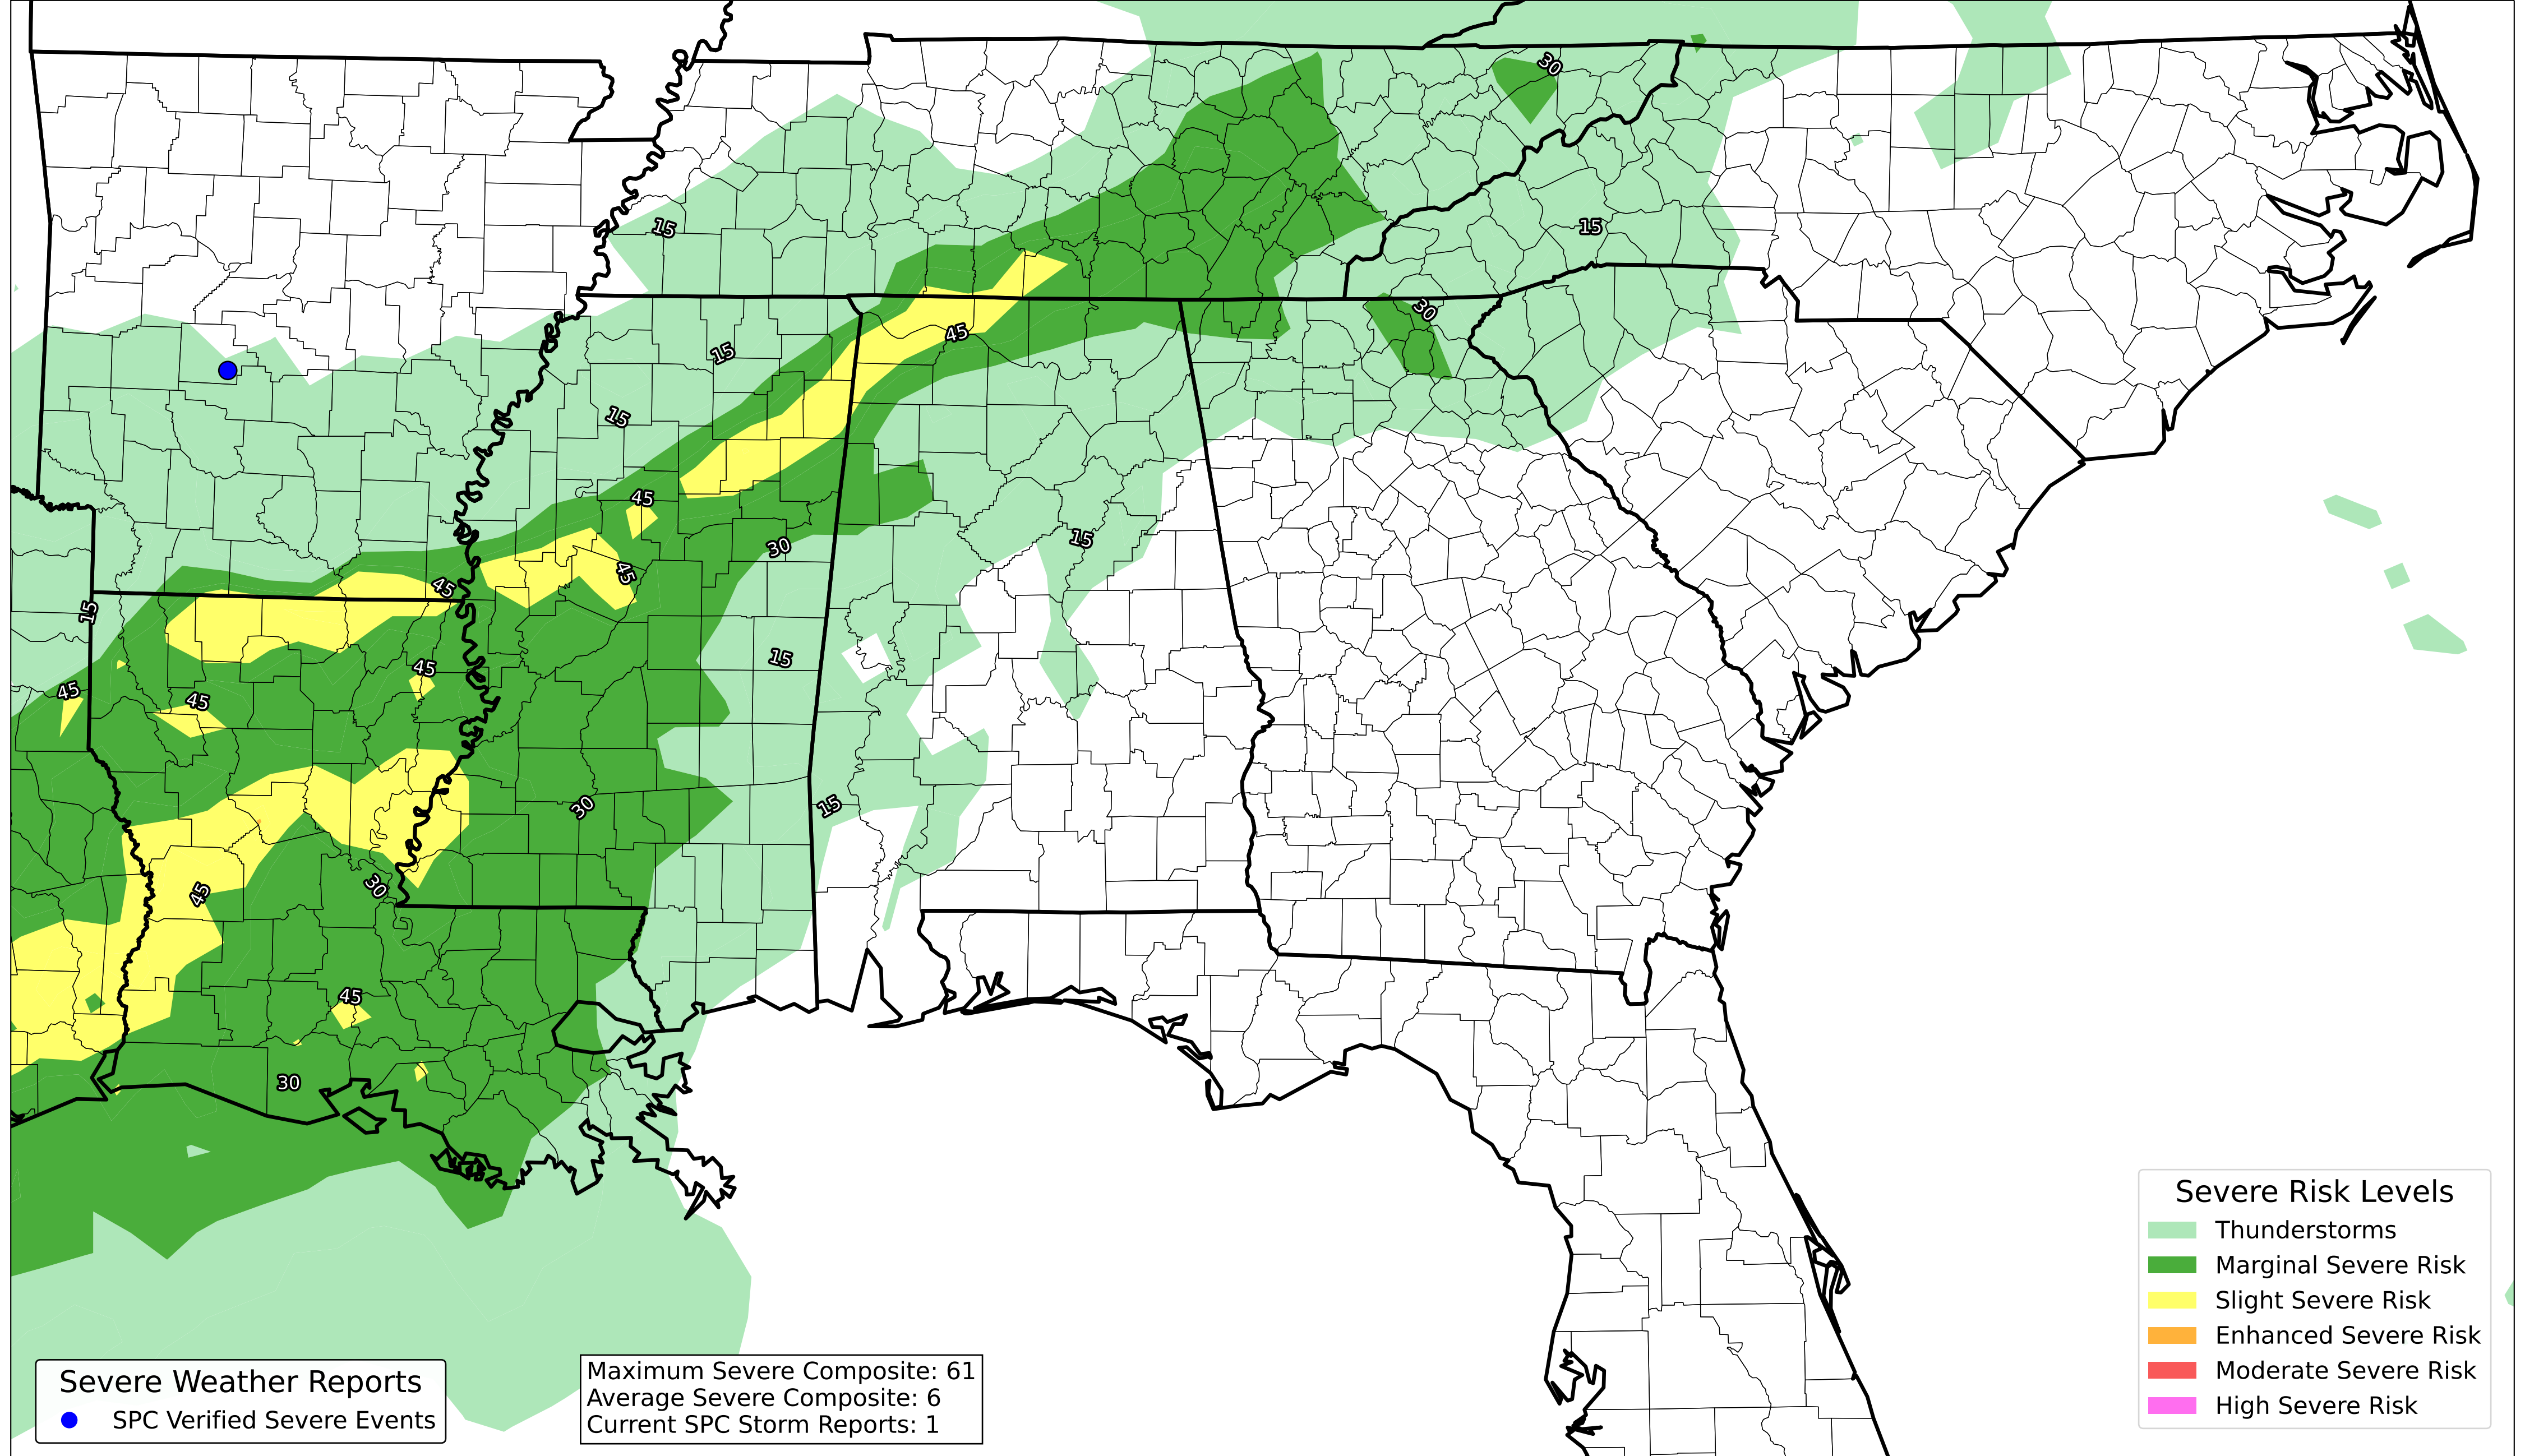 30
15
30
15
45
15
15
45
30
15
45
45
15
45
45
45
15
30
15
30
45
45
30
Severe Risk Levels
Thunderstorms
Marginal Severe Risk
Slight Severe Risk
Enhanced Severe Risk
Moderate Severe Risk
High Severe Risk
Severe Weather Reports
SPC Verified Severe Events
Maximum Severe Composite: 61
Average Severe Composite: 6
Current SPC Storm Reports: 1